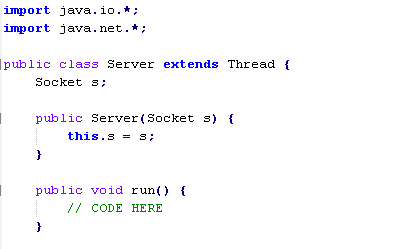 import java.io.*;
import java.net.*;
public class Server extends Thread {
Socket s;
public Server(Socket s) {
this.s = s;
}
public void run() {
// CODE HERE
}